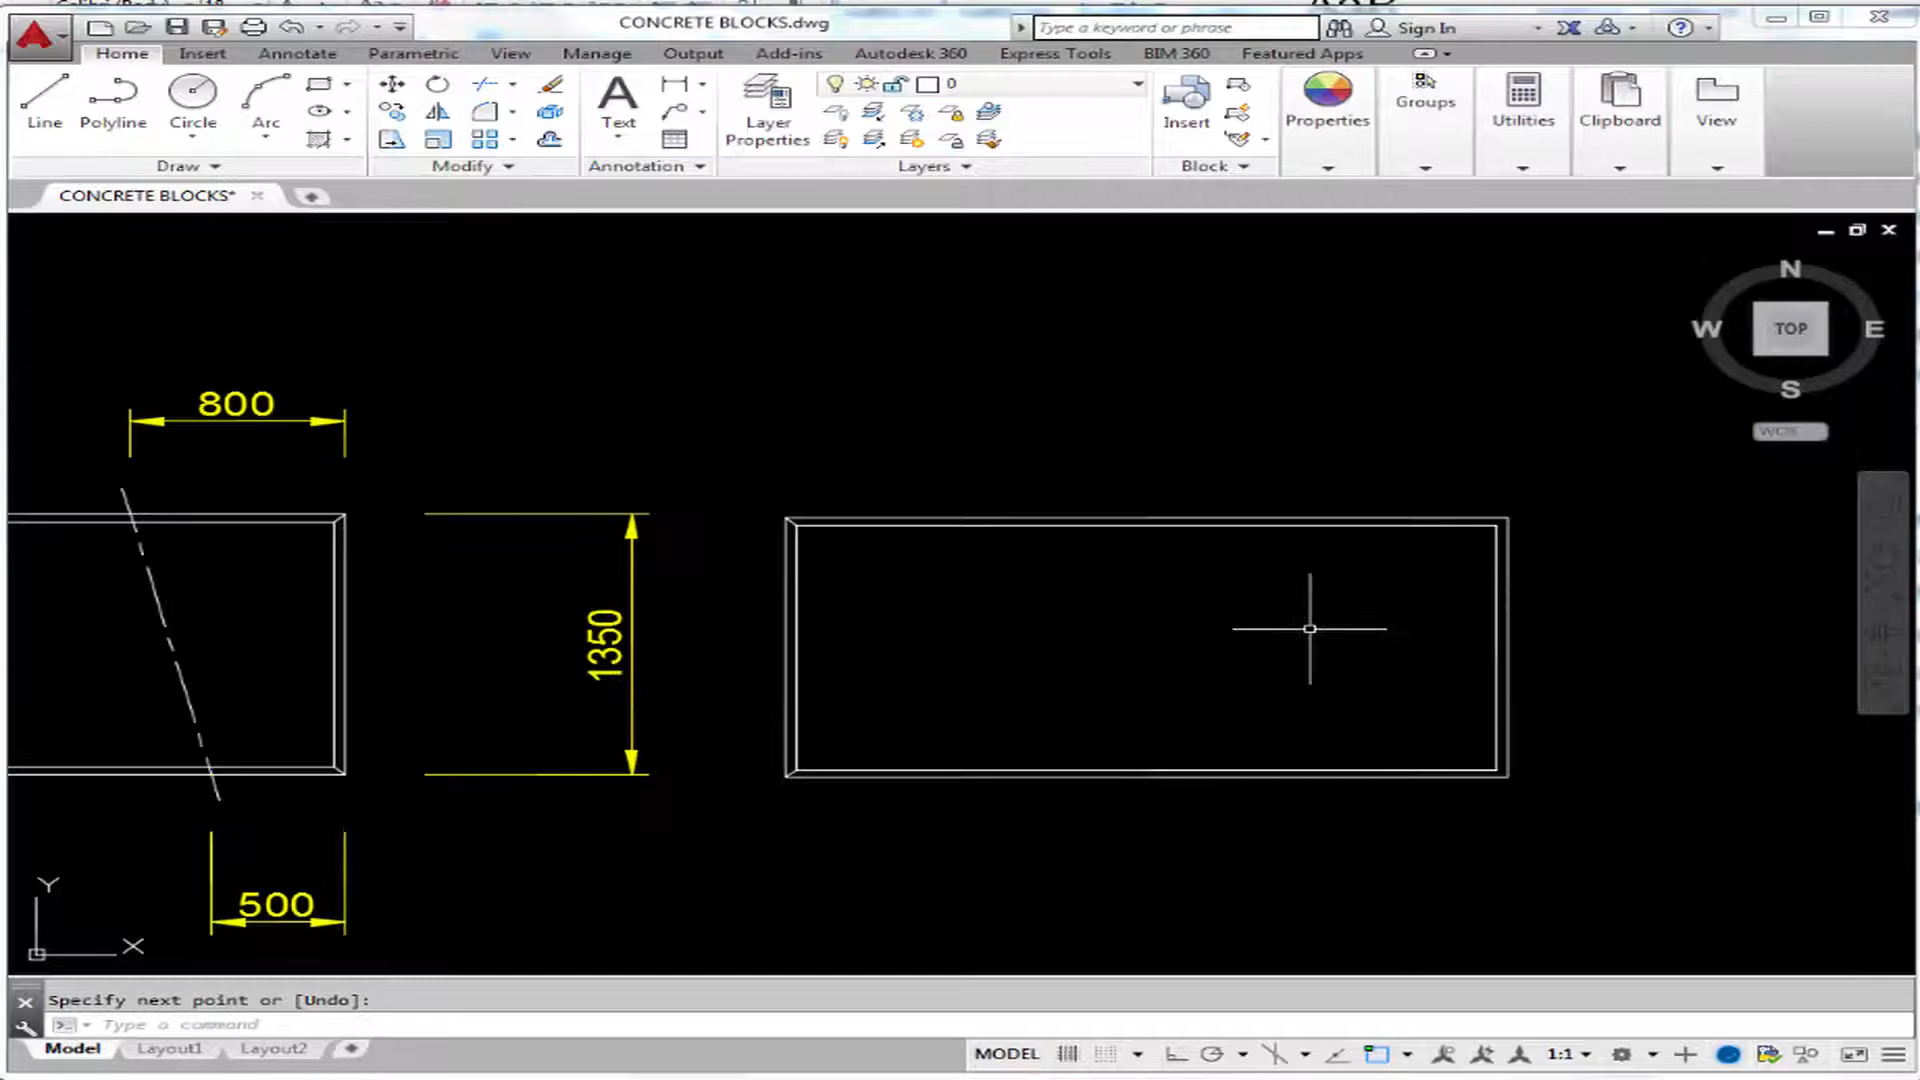 CONCRETE BLOCKS.dwg
Type a keyword or phrase
Sign In
Home Insert Annotate Parametric View Manage Output Add-ins Autodesk 360 Express Tools BIM 360 Featured Apps
Line Polyline Circle Arc
Text
Layer
Properties
0
Insert
Properties
Groups
Utilities
Clipboard
View
Draw Modify Annotation Layers Block
CONCRETE BLOCKS*
N
W TOP E
S
WCS
800
1350
500
Y
X
Specify next point or [Undo]:
Type a command
Model Layout1 Layout2
MODEL 1:1